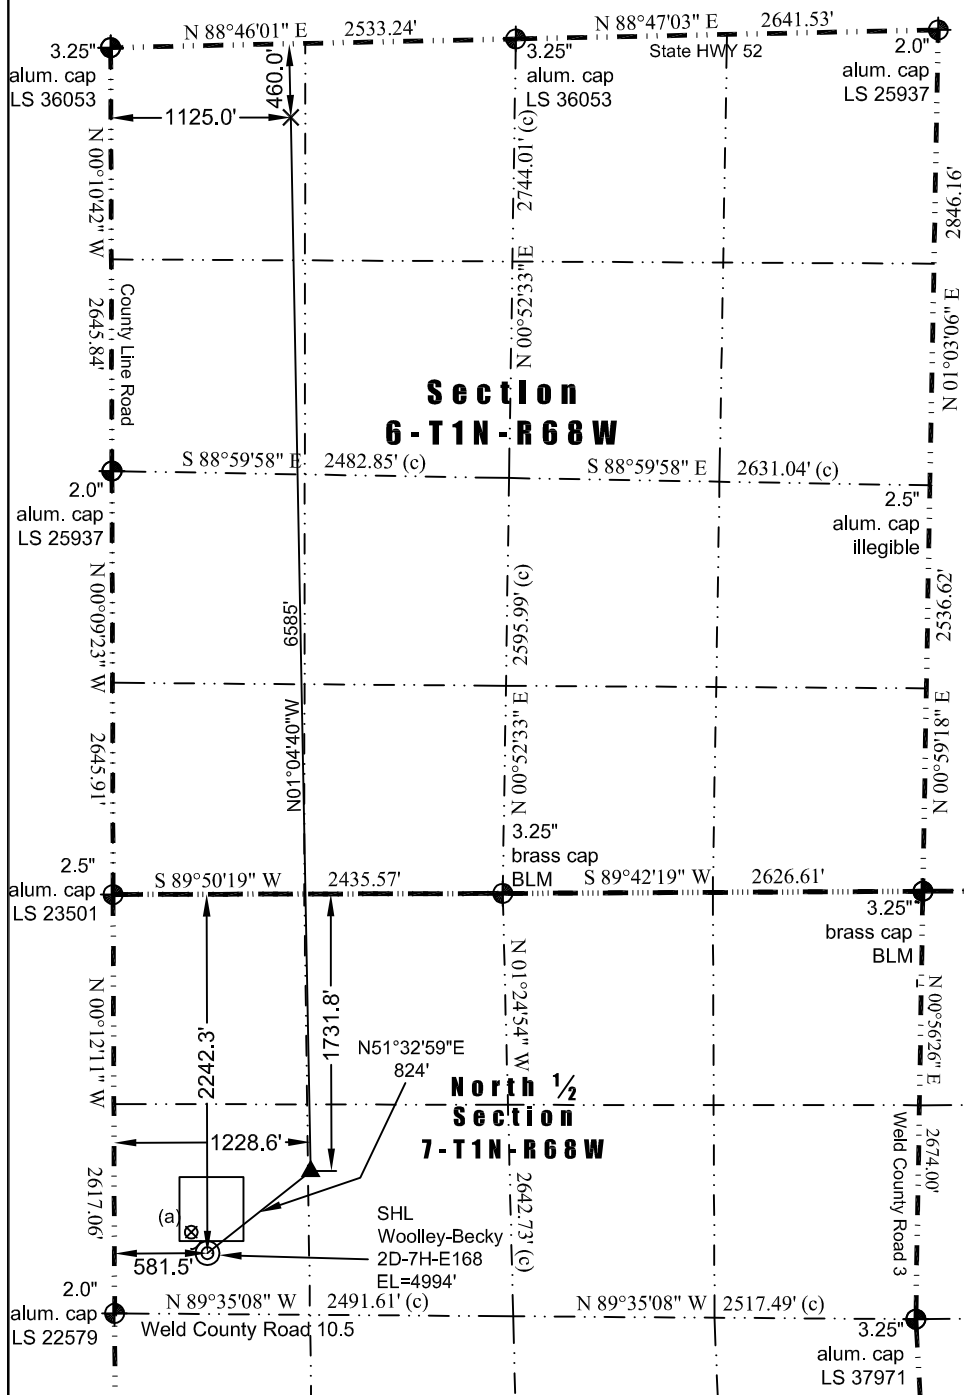 N 88°46'01" E 2533.24'
N 88°47'03" E 2641.53'
State HWY 52
3.25"
alum. cap
LS 36053
3.25"
alum. cap
LS 36053
2.0"
alum. cap
LS 25937
460.0'
1125.0'
N 00°10'42" W 2645.84'
County Line Road
N 00°52'33" E 2744.01' (c)
N 01°03'06" E 2846.16'
Section
6-T1N-R68W
S 88°59'58" E 2482.85' (c)
S 88°59'58" E 2631.04' (c)
2.0"
alum. cap
LS 25937
2.5"
alum. cap
illegible
N 00°09'23" W 2645.91'
N01°04'40"W 6585'
N 00°52'33" E 2595.99' (c)
N 00°59'18" E 2536.62'
3.25"
brass cap
BLM
2.5"
alum. cap
LS 23501
S 89°50'19" W 2435.57'
S 89°42'19" W 2626.61'
3.25"
brass cap
BLM
N 00°12'11" W 2617.06'
2242.3'
1731.8'
N 01°24'54" W 2642.73' (c)
N 00°56'26" E 2674.00'
Weld County Road 3
N51°32'59"E
824'
North ½
Section
7-T1N-R68W
1228.6'
(a)
581.5'
SHL
Woolley-Becky
2D-7H-E168
EL=4994'
2.0"
alum. cap
LS 22579
N 89°35'08" W 2491.61' (c)
N 89°35'08" W 2517.49' (c)
Weld County Road 10.5
3.25"
alum. cap
LS 37971